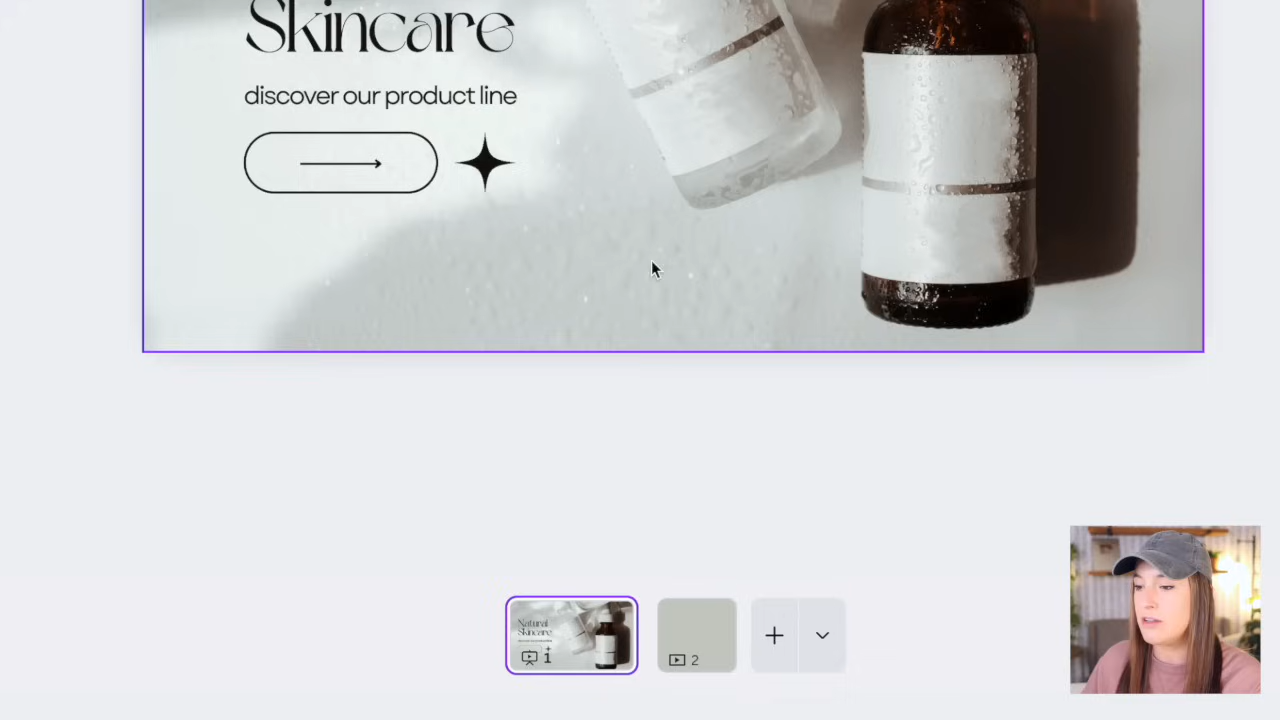 Skincare
discover our product line
Natural
Skincare
1
2